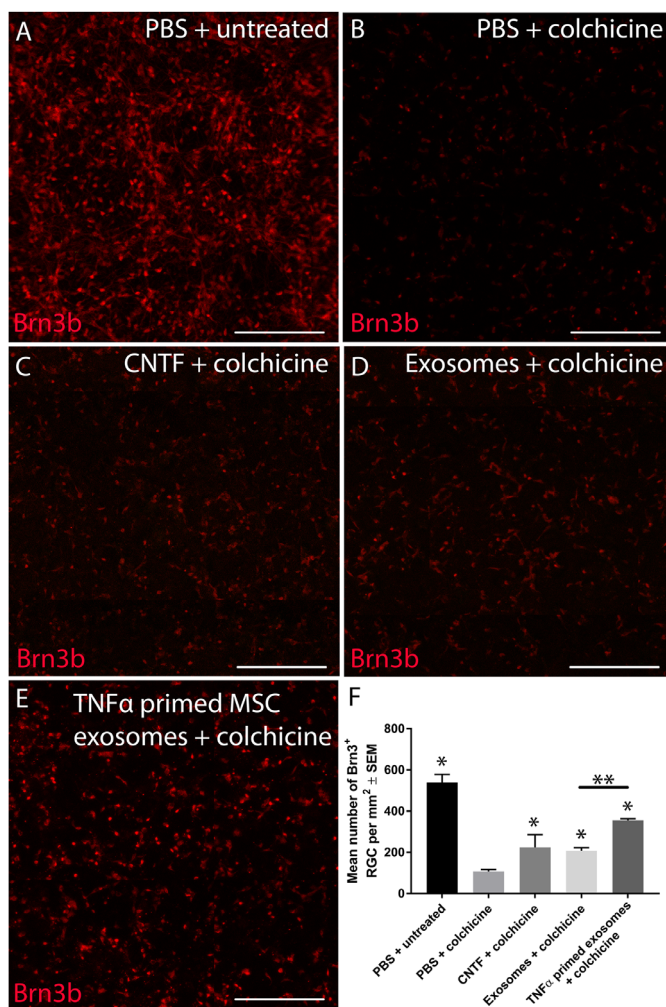 A
PBS + untreated
Brn3b
B
PBS + colchicine
Brn3b
C
CNTF + colchicine
Brn3b
D
Exosomes + colchicine
Brn3b
E
TNFα primed MSC
exosomes + colchicine
Brn3b
F
Mean number of Brn3⁺
RGC per mm² ± SEM
800
600
400
200
0
*
*
*
**
*
PBS + untreated
PBS + colchicine
CNTF + colchicine
Exosomes + colchicine
TNFα primed exosomes
+ colchicine